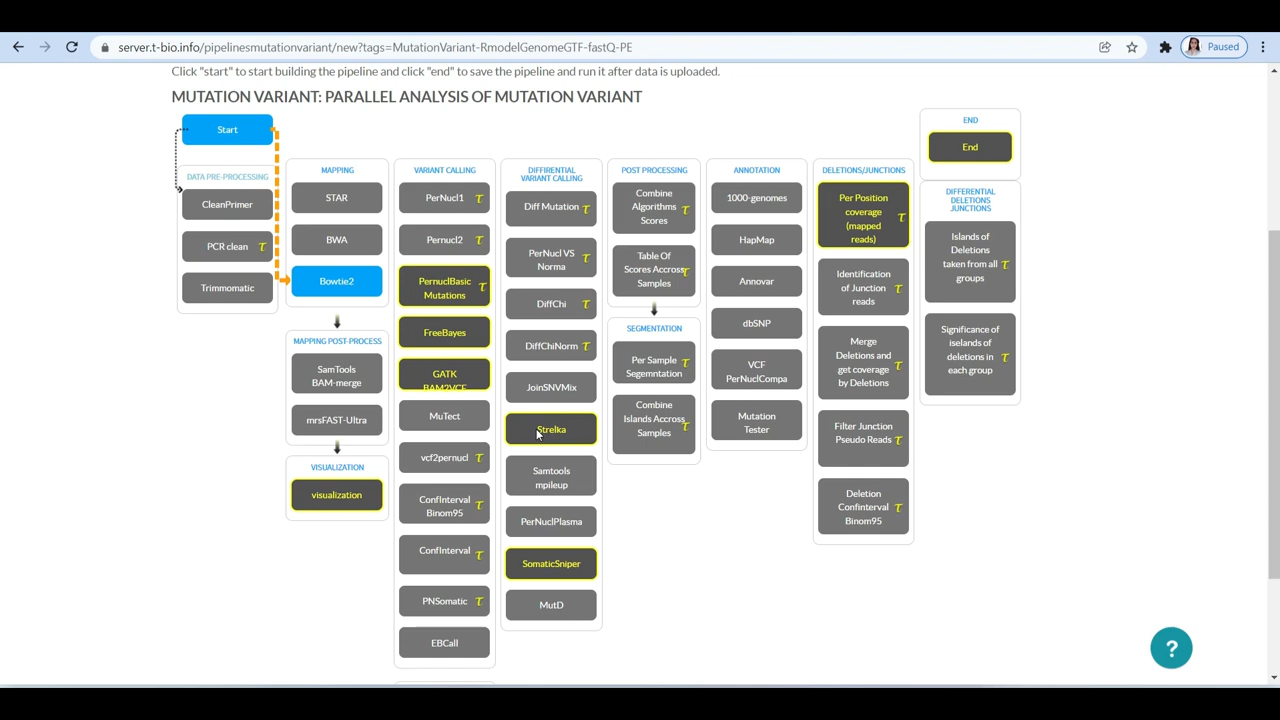 server.t-bio.info/pipelinesmutationvariant/new?tags=MutationVariant-RmodelGenomeGTF-fastQ-PE
Paused
Click "start" to start building the pipeline and click "end" to save the pipeline and run it after data is uploaded.
MUTATION VARIANT: PARALLEL ANALYSIS OF MUTATION VARIANT
Start
DATA PRE-PROCESSING
CleanPrimer
PCR clean τ
Trimmomatic
MAPPING
STAR
BWA
Bowtie2
MAPPING POST-PROCESS
SamTools
BAM-merge
mrsFAST-Ultra
VISUALIZATION
visualization
VARIANT CALLING
PerNucl1 τ
Pernucl2 τ
PernuclBasic
Mutations τ
FreeBayes
GATK
BAM2VCF
MuTect
vcf2pernucl τ
ConfInterval
Binom95 τ
ConfInterval τ
PNSomatic τ
EBCall
DIFFIRENTIAL
VARIANT CALLING
Diff Mutation τ
PerNucl VS
Norma τ
DiffChi τ
DiffChiNorm τ
JoinSNVMix
Strelka
Samtools
mpileup
PerNuclPlasma
SomaticSniper
MutD
POST PROCESSING
Combine
Algorithms τ
Scores
Table Of
Scores Accross τ
Samples
SEGMENTATION
Per Sample
Segemntation τ
Combine
Islands Accross τ
Samples
ANNOTATION
1000-genomes
HapMap
Annovar
dbSNP
VCF
PerNuclCompa
Mutation
Tester
DELETIONS/JUNCTIONS
Per Position
coverage τ
(mapped
reads)
Identification
of Junction τ
reads
Merge
Deletions and
get coverage τ
by Deletions
Filter Junction
Pseudo Reads τ
Deletion
Confinterval τ
Binom95
END
End
DIFFERENTIAL
DELETIONS
JUNCTIONS
Islands of
Deletions
taken from all τ
groups
Significance of
iselands of
deletions in τ
each group
?